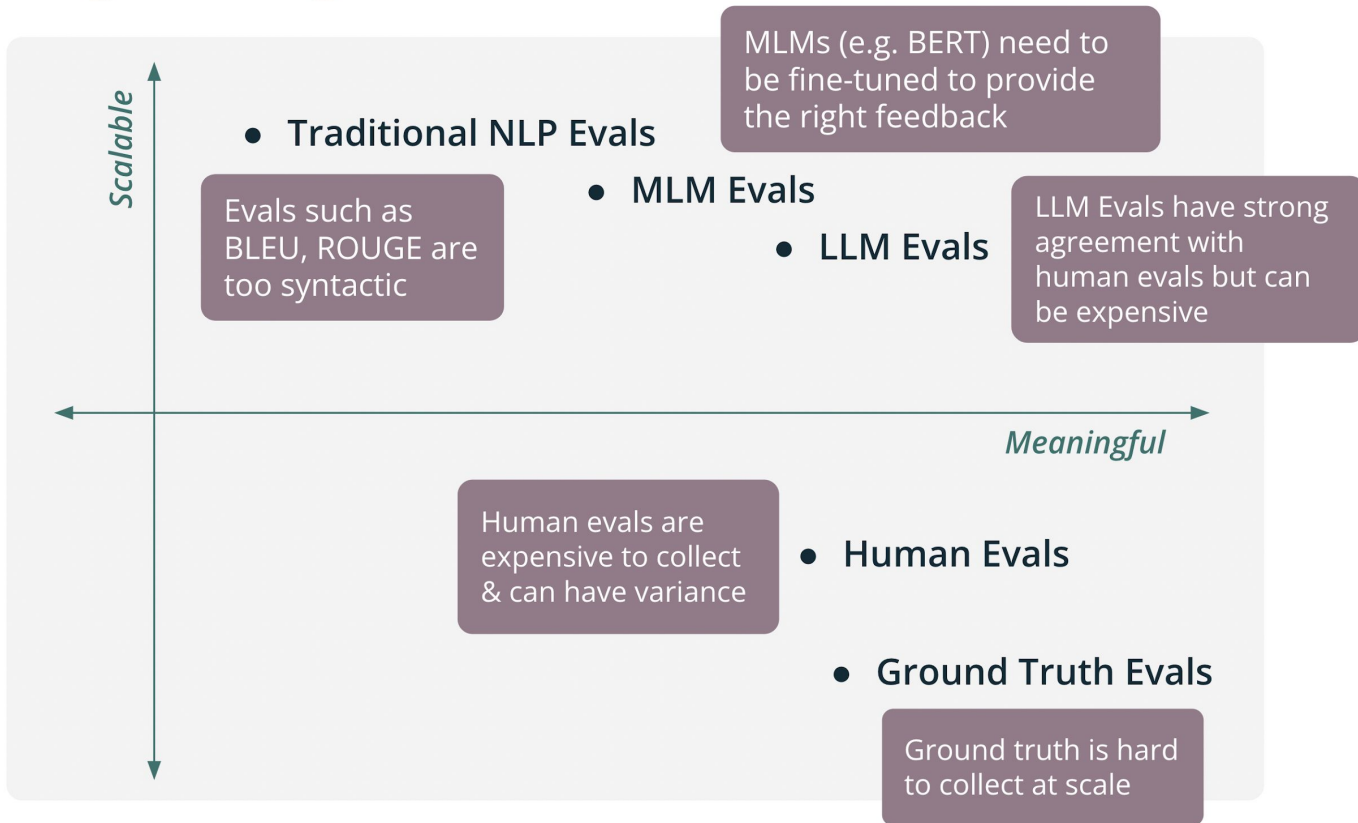 MLMs (e.g. BERT) need to
be fine-tuned to provide
the right feedback
Scalable
Traditional NLP Evals
MLM Evals
Evals such as
BLEU, ROUGE are
too syntactic
LLM Evals
LLM Evals have strong
agreement with
human evals but can
be expensive
Meaningful
Human evals are
expensive to collect
& can have variance
Human Evals
Ground Truth Evals
Ground truth is hard
to collect at scale